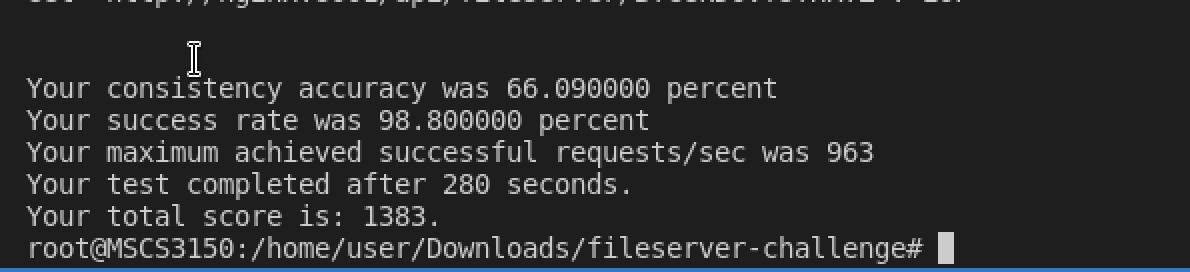 Your consistency accuracy was 66.090000 percent
Your success rate was 98.800000 percent
Your maximum achieved successful requests/sec was 963
Your test completed after 280 seconds.
Your total score is: 1383.
root@MSCS3150:/home/user/Downloads/fileserver-challenge#